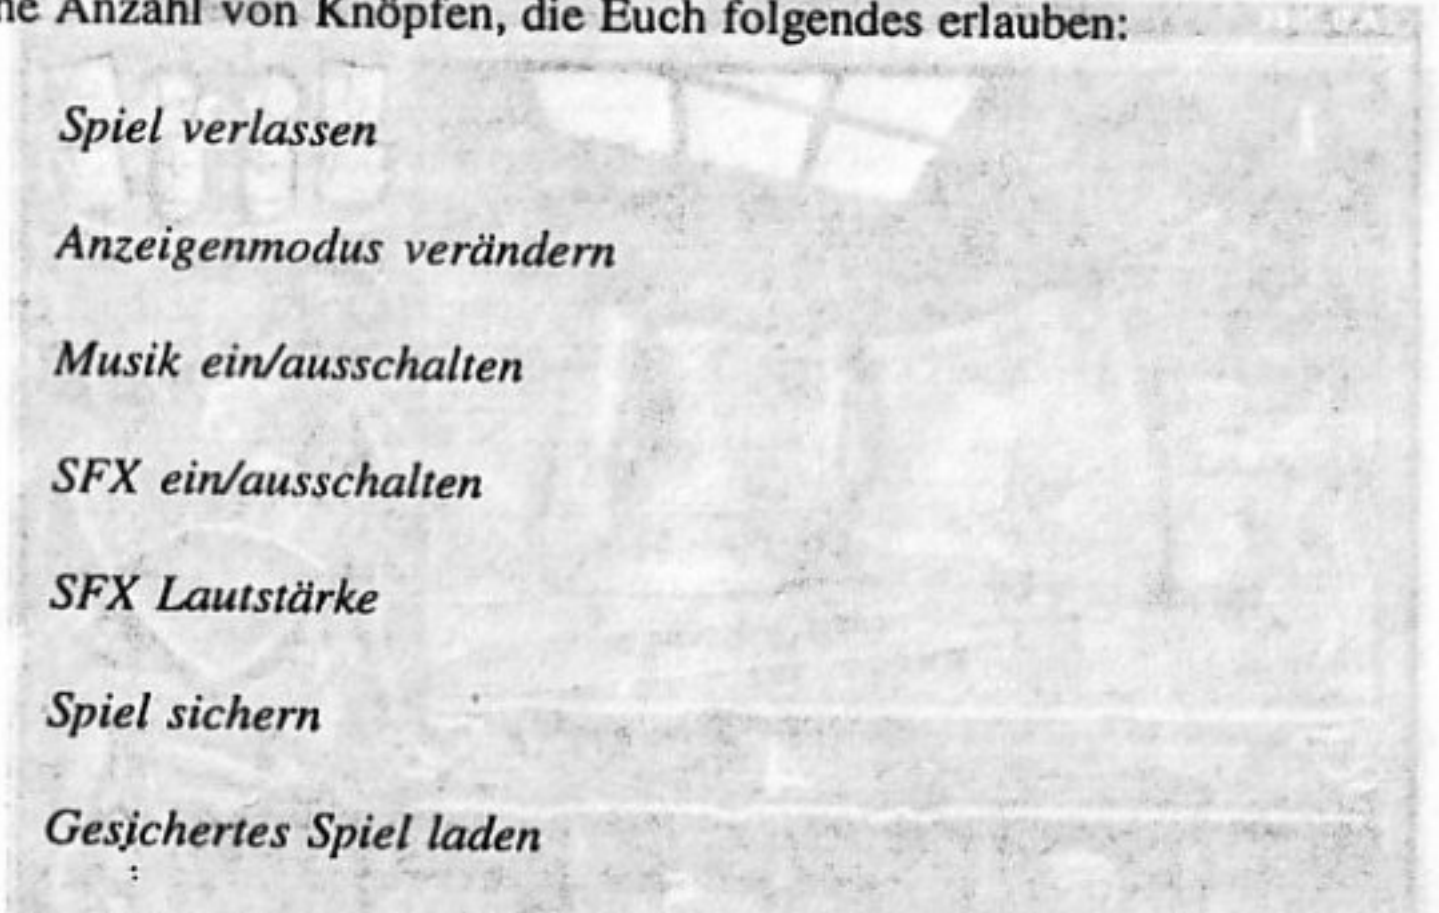 ne Anzahl von Knöpfen, die Euch folgendes erlauben:
Spiel verlassen
Anzeigenmodus verändern
Musik ein/ausschalten
SFX ein/ausschalten
SFX Lautstärke
Spiel sichern
Gesichertes Spiel laden